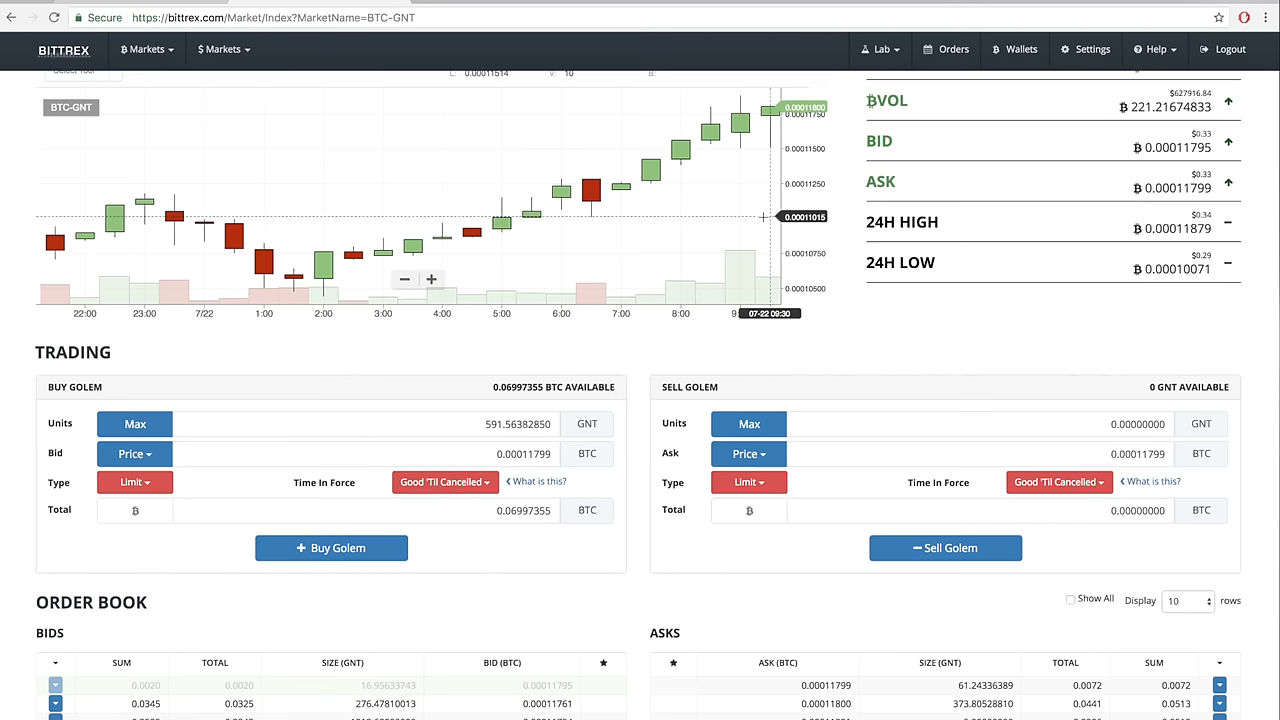 Secure https://bittrex.com/Market/Index?MarketName=BTC-GNT
BITTREX ฿ Markets $ Markets Lab Orders ฿ Wallets Settings Help Logout
L: 0.00011514 V: 10 B:
BTC-GNT
0.00011800
0.00011750
0.00011500
0.00011250
0.00011015
0.00010750
0.00010500
22:00 23:00 7/22 1:00 2:00 3:00 4:00 5:00 6:00 7:00 8:00 9: 07-22 09:30
− +
$627916.84
฿VOL ฿ 221.21674833
$0.33
BID ฿ 0.00011795
$0.33
ASK ฿ 0.00011799
$0.34
24H HIGH ฿ 0.00011879
$0.29
24H LOW ฿ 0.00010071
TRADING
BUY GOLEM 0.06997355 BTC AVAILABLE
Units Max 591.56382850 GNT
Bid Price 0.00011799 BTC
Type Limit Time In Force Good 'Til Cancelled What is this?
Total ฿ 0.06997355 BTC
+ Buy Golem
SELL GOLEM 0 GNT AVAILABLE
Units Max 0.00000000 GNT
Ask Price 0.00011799 BTC
Type Limit Time In Force Good 'Til Cancelled What is this?
Total ฿ 0.00000000 BTC
− Sell Golem
ORDER BOOK
Show All Display 10 rows
BIDS
SUM TOTAL SIZE (GNT) BID (BTC)
0.0020 0.0020 16.95633743 0.00011795
0.0345 0.0325 276.47810013 0.00011761
ASKS
ASK (BTC) SIZE (GNT) TOTAL SUM
0.00011799 61.24336389 0.0072 0.0072
0.00011800 373.80528810 0.0441 0.0513